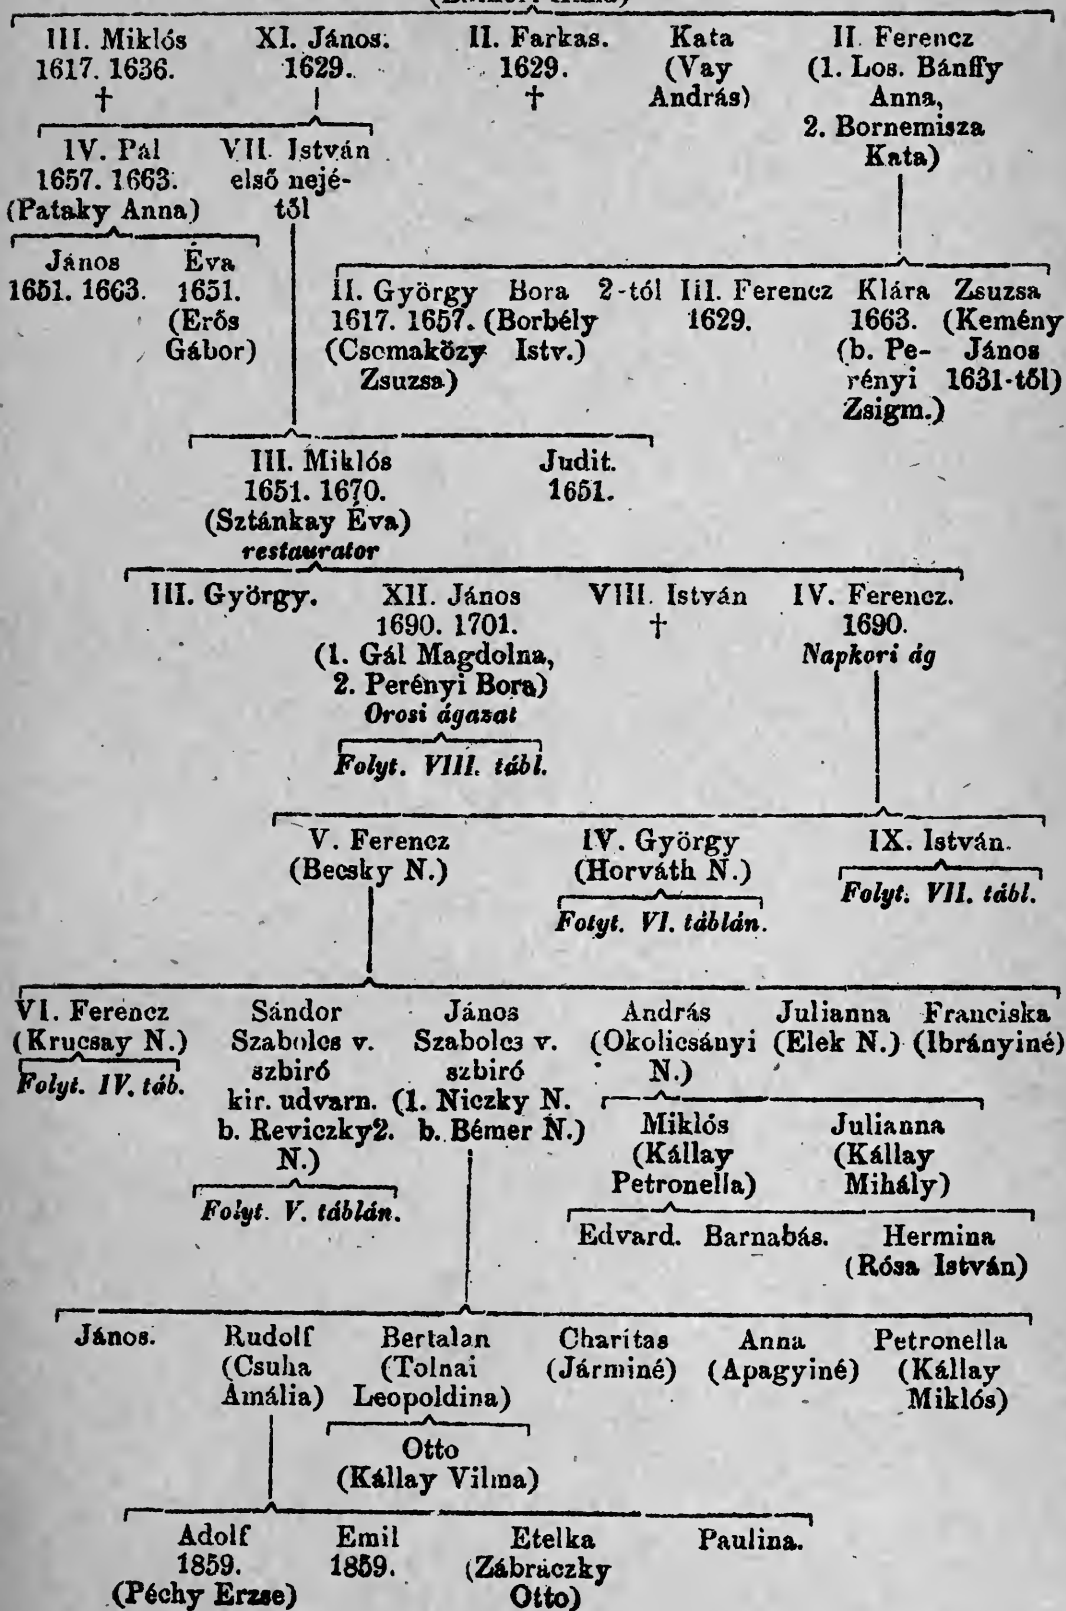 III. Miklós XI. János. II. Farkas. Kata II. Ferencz
1617. 1636. 1629. 1629. (Vay (1. Los. Bánffy
† † András) Anna,
2. Bornemisza
Kata)
IV. Pál VII. István
1657. 1663. első nejé-
(Pataky Anna) től
János Éva
1651. 1663. 1651.
(Erős
Gábor)
II. György Bora 2-tól III. Ferencz Klára Zsuzsa
1617. 1657. (Borbély 1629. 1663. (Kemény
(Csomaközy Istv.) (b. Pe- János
Zsuzsa) rényi 1631-től)
Zsigm.)
III. Miklós Judit.
1651. 1670. 1651.
(Sztánkay Éva)
restaurator
III. György. XII. János VIII. István IV. Ferencz.
1690. 1701. † 1690.
(1. Gál Magdolna, Napkori ág
2. Perényi Bora)
Orosi ágazat
Folyt. VIII. tábl.
V. Ferencz IV. György IX. István.
(Becsky N.) (Horváth N.) Folyt. VII. tábl.
Folyt. VI. táblán.
VI. Ferencz Sándor János András Julianna Franciska
(Krucsay N.) Szabolcs v. Szabolcs v. (Okolicsányi (Elek N.) (Ibrányiné)
Folyt. IV. táb. szbiró szbiró N.)
kir. udvarn. (1. Niczky N. Miklós Julianna
b. Reviczky 2. b. Bémer N.) (Kállay (Kállay
N.) Petronella) Mihály)
Folyt. V. táblán.
Edvard. Barnabás. Hermina
(Rósa István)
János. Rudolf Bertalan Charitas Anna Petronella
(Csuha (Tolnai (Járminé) (Apagyiné) (Kállay
Amália) Leopoldina) Miklós)
Otto
(Kállay Vilma)
Adolf Emil Etelka Paulina.
1859. 1859. (Zábráczky
(Péchy Erzse) Otto)